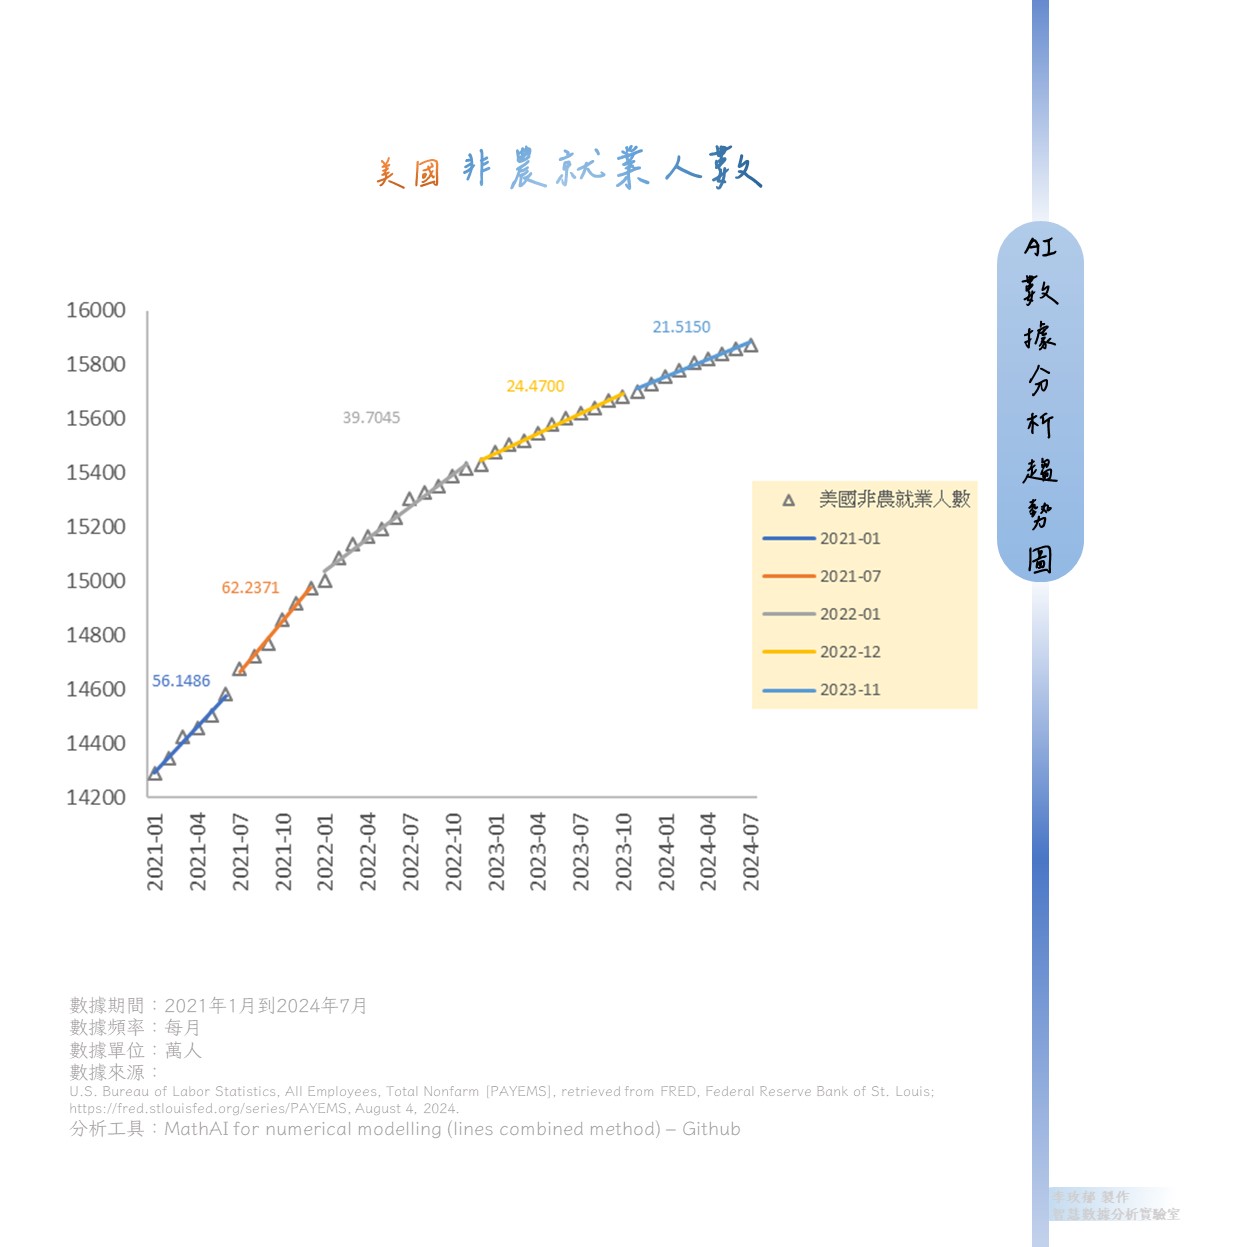 美國 非農就業人數
AI
數
據
分
析
趨
勢
圖
16000
15800
15600
15400
15200
15000
14800
14600
14400
14200
56.1486
62.2371
39.7045
24.4700
21.5150
2021-01
2021-04
2021-07
2021-10
2022-01
2022-04
2022-07
2022-10
2023-01
2023-04
2023-07
2023-10
2024-01
2024-04
2024-07
美國非農就業人數
2021-01
2021-07
2022-01
2022-12
2023-11
數據期間：2021年1月到2024年7月
數據頻率：每月
數據單位：萬人
數據來源：
U.S. Bureau of Labor Statistics, All Employees, Total Nonfarm [PAYEMS], retrieved from FRED, Federal Reserve Bank of St. Louis;
https://fred.stlouisfed.org/series/PAYEMS, August 4, 2024.
分析工具：MathAI for numerical modelling (lines combined method) – Github
製作
數據分析實驗室